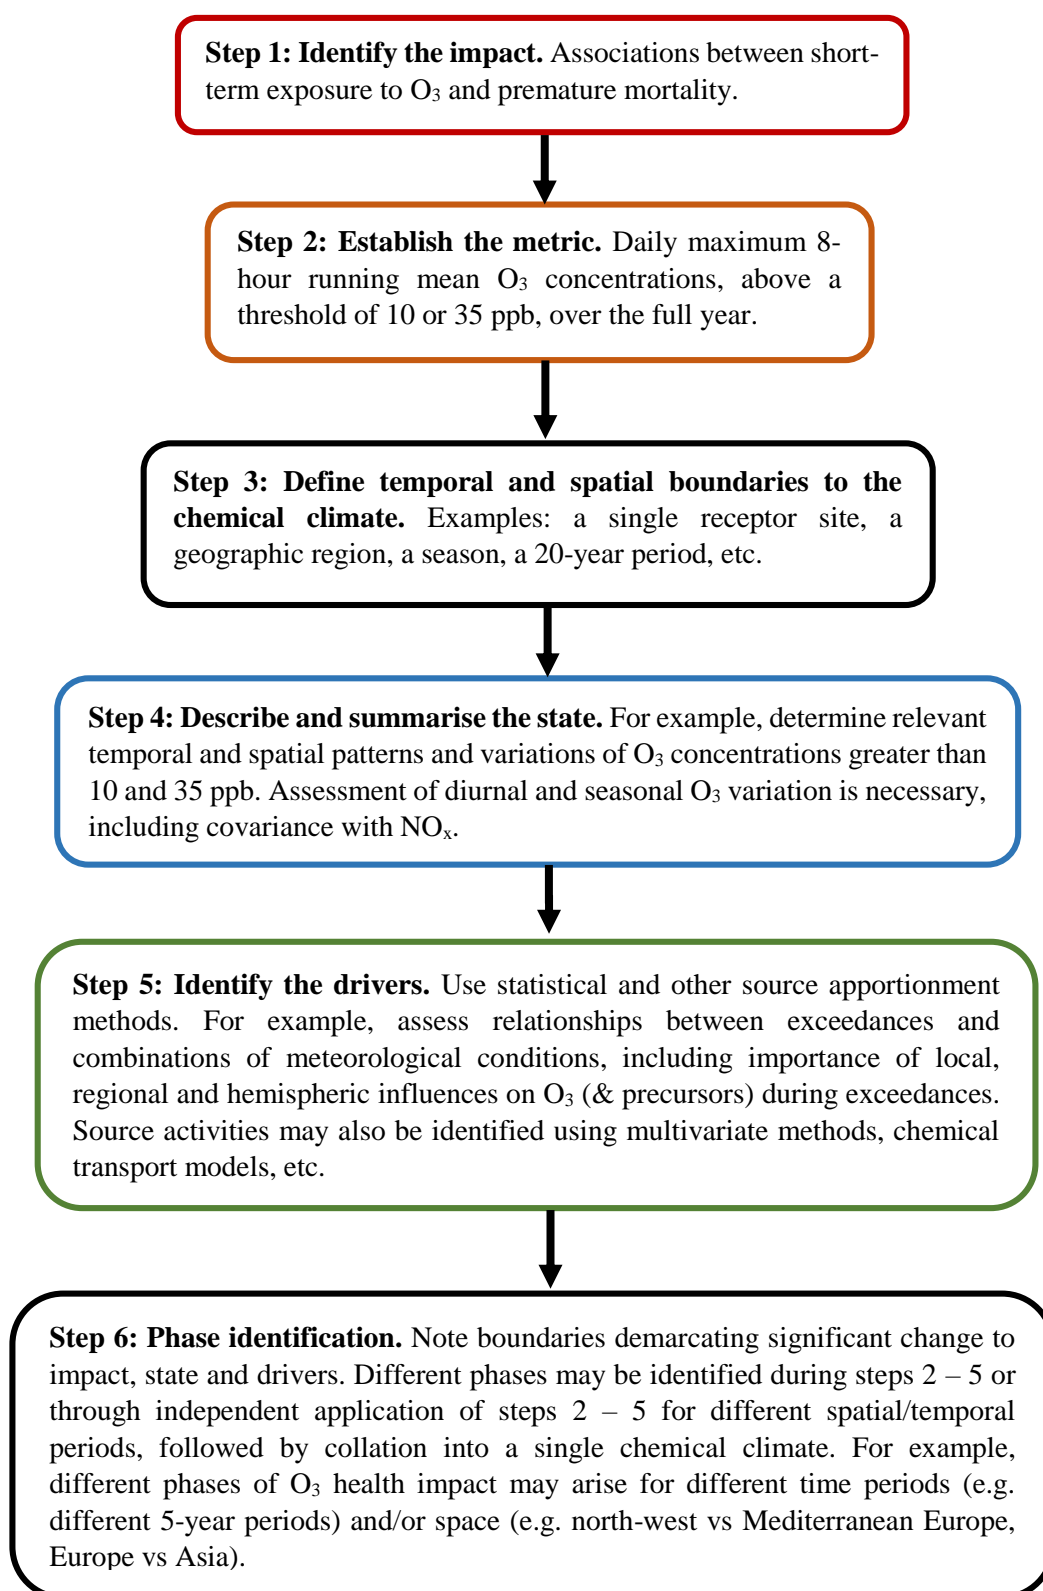 Step 1: Identify the impact. Associations between short-
term exposure to O₃ and premature mortality.
Step 2: Establish the metric. Daily maximum 8-
hour running mean O₃ concentrations, above a
threshold of 10 or 35 ppb, over the full year.
Step 3: Define temporal and spatial boundaries to the
chemical climate. Examples: a single receptor site, a
geographic region, a season, a 20-year period, etc.
Step 4: Describe and summarise the state. For example, determine relevant
temporal and spatial patterns and variations of O₃ concentrations greater than
10 and 35 ppb. Assessment of diurnal and seasonal O₃ variation is necessary,
including covariance with NOₓ.
Step 5: Identify the drivers. Use statistical and other source apportionment
methods. For example, assess relationships between exceedances and
combinations of meteorological conditions, including importance of local,
regional and hemispheric influences on O₃ (& precursors) during exceedances.
Source activities may also be identified using multivariate methods, chemical
transport models, etc.
Step 6: Phase identification. Note boundaries demarcating significant change to
impact, state and drivers. Different phases may be identified during steps 2 – 5 or
through independent application of steps 2 – 5 for different spatial/temporal
periods, followed by collation into a single chemical climate. For example,
different phases of O₃ health impact may arise for different time periods (e.g.
different 5-year periods) and/or space (e.g. north-west vs Mediterranean Europe,
Europe vs Asia).